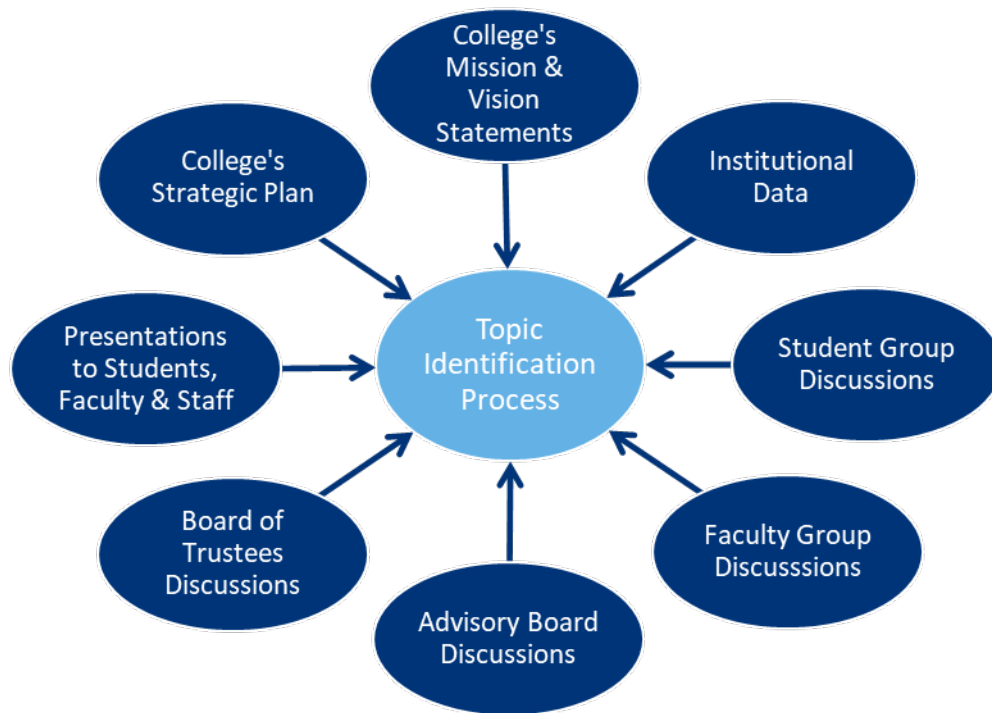 College's
Mission &
Vision
Statements
College's
Strategic Plan
Institutional
Data
Presentations
to Students,
Faculty & Staff
Topic
Identification
Process
Student Group
Discussions
Board of
Trustees
Discussions
Faculty Group
Discusssions
Advisory Board
Discussions